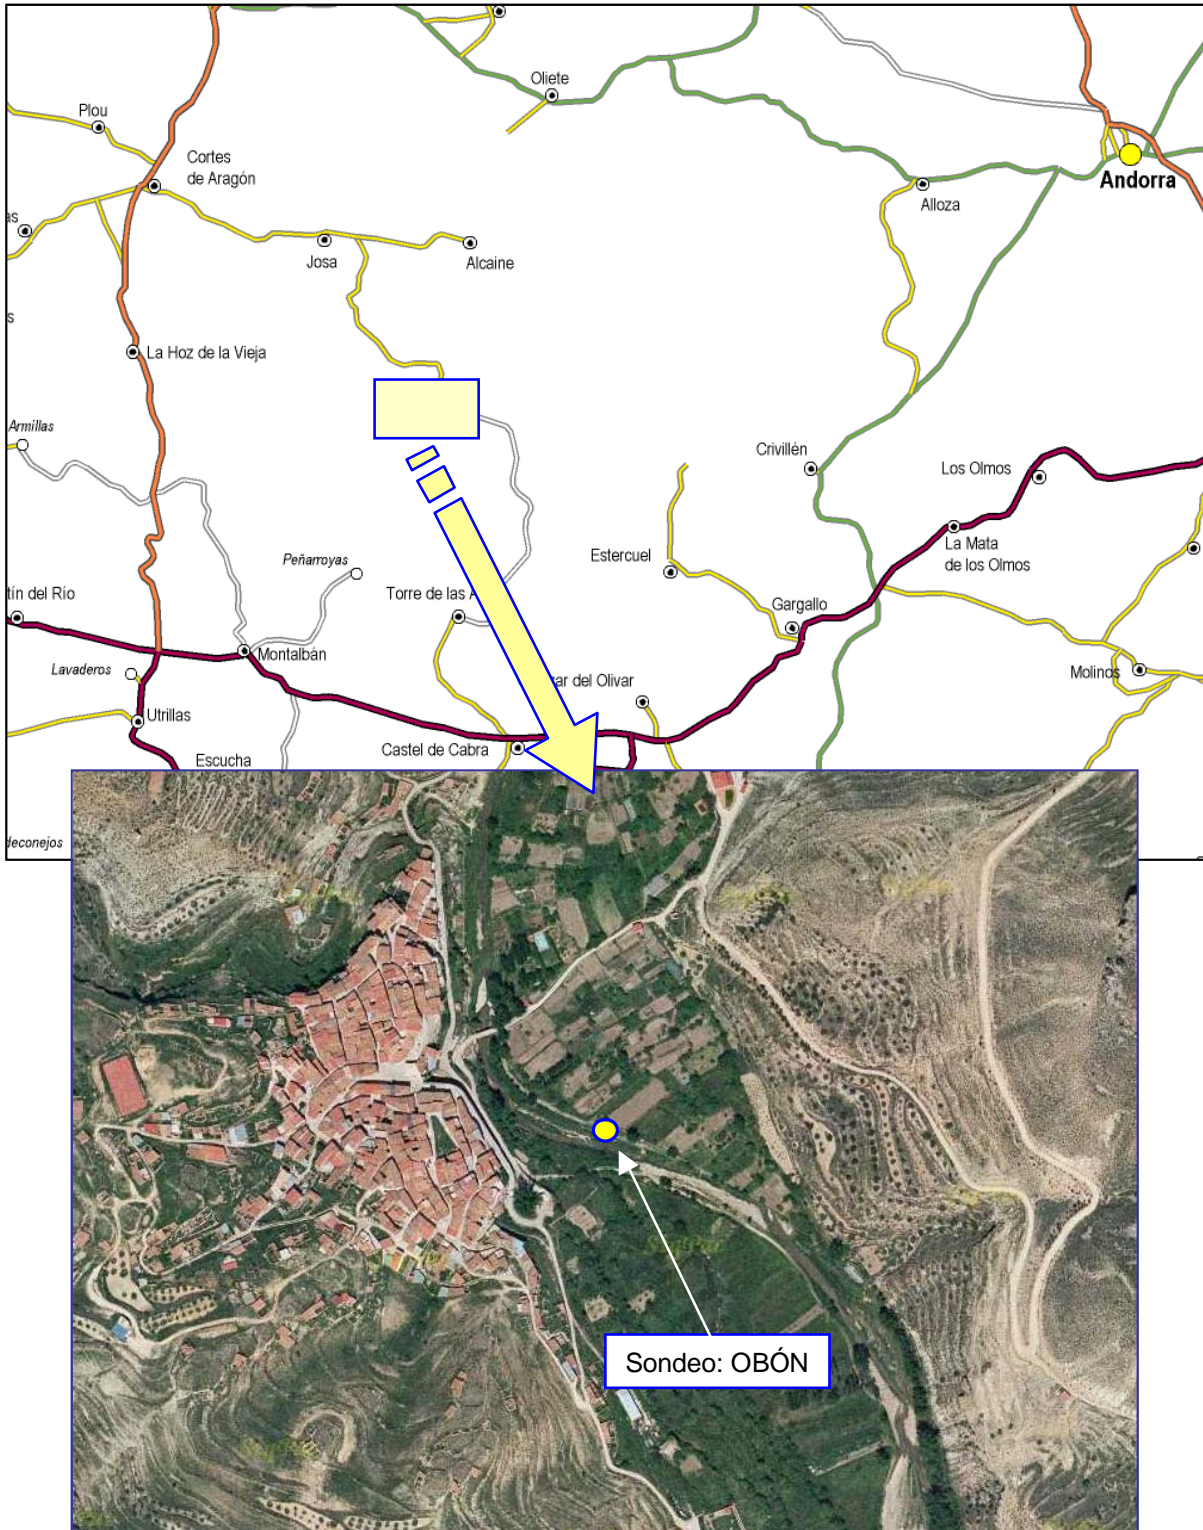 Oliete
Plou
Cortes
de Aragón
Andorra
Alloza
as
Josa
Alcaine
s
La Hoz de la Vieja
Armillas
Crivillén
Los Olmos
La Mata
de los Olmos
Peñarroyas
Estercuel
tín del Río
Torre de las A
Gargallo
Montalbán
Lavaderos
Molinos
ar del Olivar
Utrillas
Castel de Cabra
Escucha
deconejos
Sondeo: OBÓN